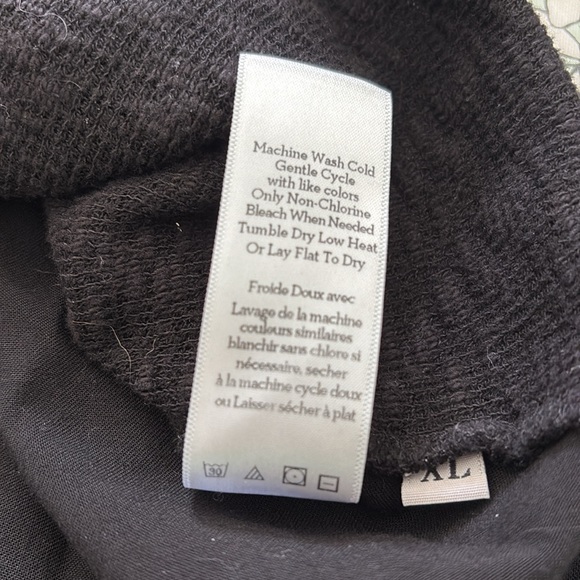 Machine Wash Cold
Gentle Cycle
with like colors
Only Non-Chlorine
Bleach When Needed
Tumble Dry Low Heat
Or Lay Flat To Dry
Froide Doux avec
Lavage de la machine
couleurs similaires
blanchir sans chlore si
nécessaire, secher
à la machine cycle doux
ou Laisser sécher à plat
30
XL